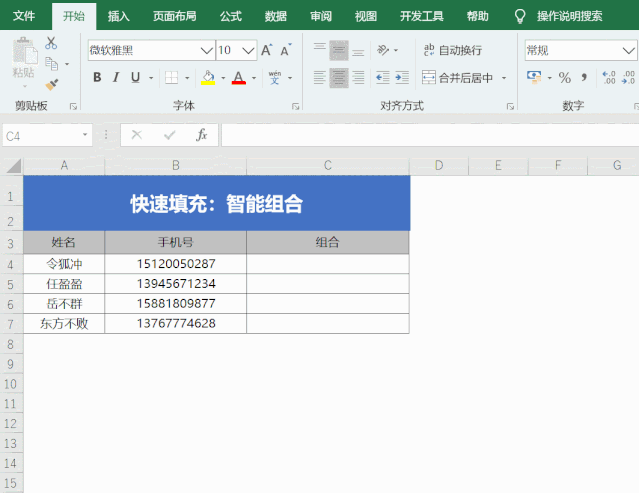 文件 开始 插入 页面布局 公式 数据 审阅 视图 开发工具 帮助 操作说明搜索
微软雅黑 10 A A ab 自动换行 常规
粘贴 B I U A wén 文 合并后居中 % , .0 .00
剪贴板 字体 对齐方式 数字
C4 fx
A B C D E F G
1 快速填充：智能组合
2
3 姓名 手机号 组合
4 令狐冲 15120050287
5 任盈盈 13945671234
6 岳不群 15881809877
7 东方不败 13767774628
8
9
10
11
12
13
14
15